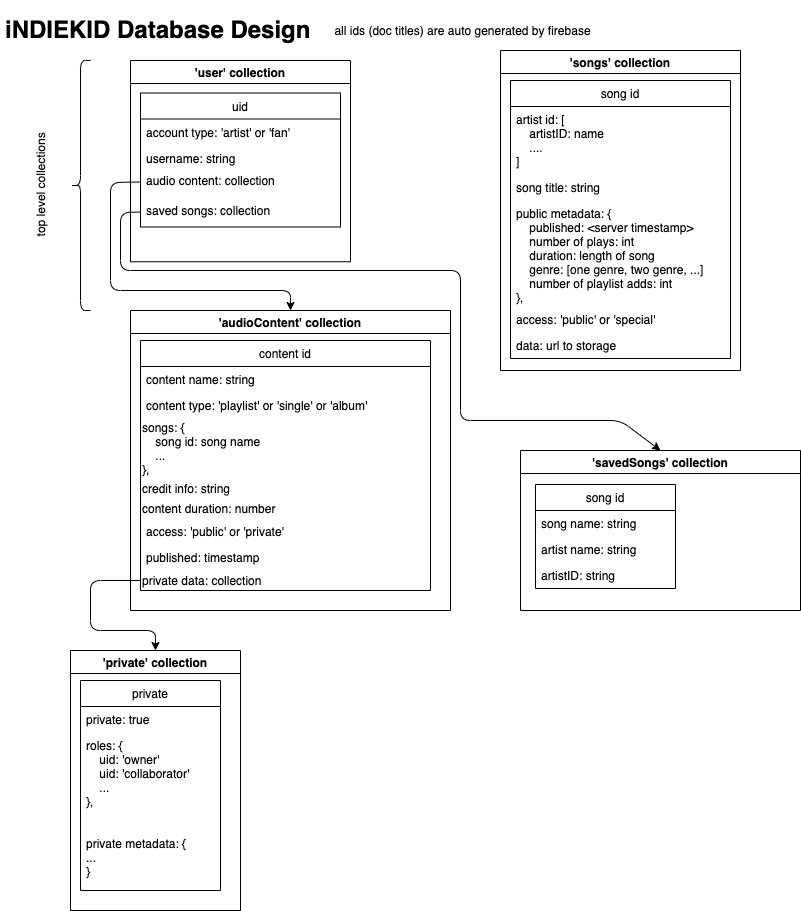 iNDIEKID Database Design
all ids (doc titles) are auto generated by firebase
top level collections
'user' collection
uid
account type: 'artist' or 'fan'
username: string
audio content: collection
saved songs: collection
'songs' collection
song id
artist id: [
artistID: name
....
]
song title: string
public metadata: {
published: <server timestamp>
number of plays: int
duration: length of song
genre: [one genre, two genre, ...]
number of playlist adds: int
},
access: 'public' or 'special'
data: url to storage
'audioContent' collection
content id
content name: string
content type: 'playlist' or 'single' or 'album'
songs: {
song id: song name
...
},
credit info: string
content duration: number
access: 'public' or 'private'
published: timestamp
private data: collection
'savedSongs' collection
song id
song name: string
artist name: string
artistID: string
'private' collection
private
private: true
roles: {
uid: 'owner'
uid: 'collaborator'
...
},
private metadata: {
...
}